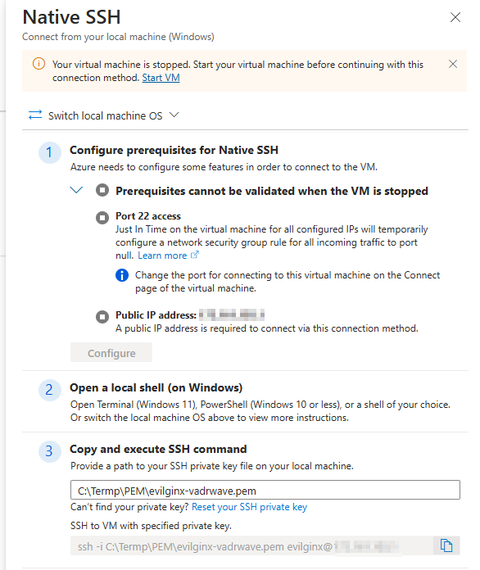 Native SSH
Connect from your local machine (Windows)
Your virtual machine is stopped. Start your virtual machine before continuing with this
connection method. Start VM
Switch local machine OS
1 Configure prerequisites for Native SSH
Azure needs to configure some features in order to connect to the VM.
Prerequisites cannot be validated when the VM is stopped
Port 22 access
Just In Time on the virtual machine for all configured IPs will temporarily
configure a network security group rule for all incoming traffic to port
null. Learn more
Change the port for connecting to this virtual machine on the Connect
page of the virtual machine.
Public IP address:
A public IP address is required to connect via this connection method.
Configure
2 Open a local shell (on Windows)
Open Terminal (Windows 11), PowerShell (Windows 10 or less), or a shell of your choice.
Or switch the local machine OS above to view more instructions.
3 Copy and execute SSH command
Provide a path to your SSH private key file on your local machine.
C:\Termp\PEM\evilginx-vadrwave.pem
Can't find your private key? Reset your SSH private key
SSH to VM with specified private key.
ssh -i C:\Termp\PEM\evilginx-vadrwave.pem evilginx@